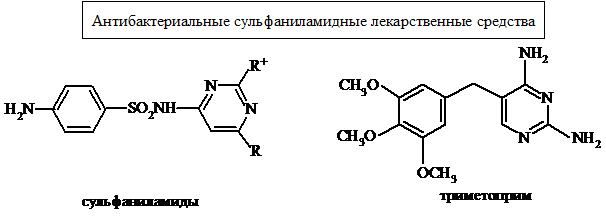 Антибактериальные сульфаниламидные лекарственные средства
H₂N SO₂NH N N R⁺ R
CH₃O CH₃O OCH₃ NH₂ N N NH₂
сульфаниламиды
триметоприм